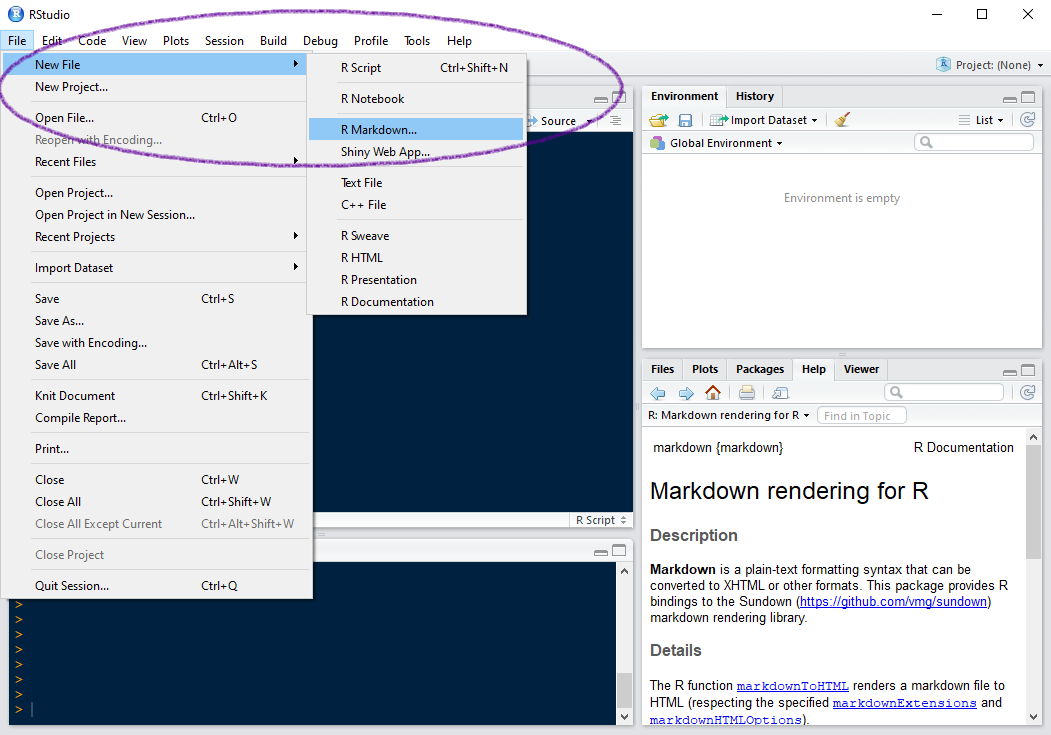 RStudio
File Edit Code View Plots Session Build Debug Profile Tools Help
New File
New Project...
Open File... Ctrl+O
Reopen with Encoding...
Recent Files
Open Project...
Open Project in New Session...
Recent Projects
Import Dataset
Save Ctrl+S
Save As...
Save with Encoding...
Save All Ctrl+Alt+S
Knit Document Ctrl+Shift+K
Compile Report...
Print...
Close Ctrl+W
Close All Ctrl+Shift+W
Close All Except Current Ctrl+Alt+Shift+W
Close Project
Quit Session... Ctrl+Q
R Script Ctrl+Shift+N
R Notebook
R Markdown...
Shiny Web App...
Text File
C++ File
R Sweave
R HTML
R Presentation
R Documentation
Source
R Script
>
>
>
>
>
>
>
>
Project: (None)
Environment History
Import Dataset List
Global Environment
Environment is empty
Files Plots Packages Help Viewer
R: Markdown rendering for R Find in Topic
markdown {markdown} R Documentation
Markdown rendering for R
Description
Markdown is a plain-text formatting syntax that can be
converted to XHTML or other formats. This package provides R
bindings to the Sundown (https://github.com/vmg/sundown)
markdown rendering library.
Details
The R function markdownToHTML renders a markdown file to
HTML (respecting the specified markdownExtensions and
markdownHTMLOptions).